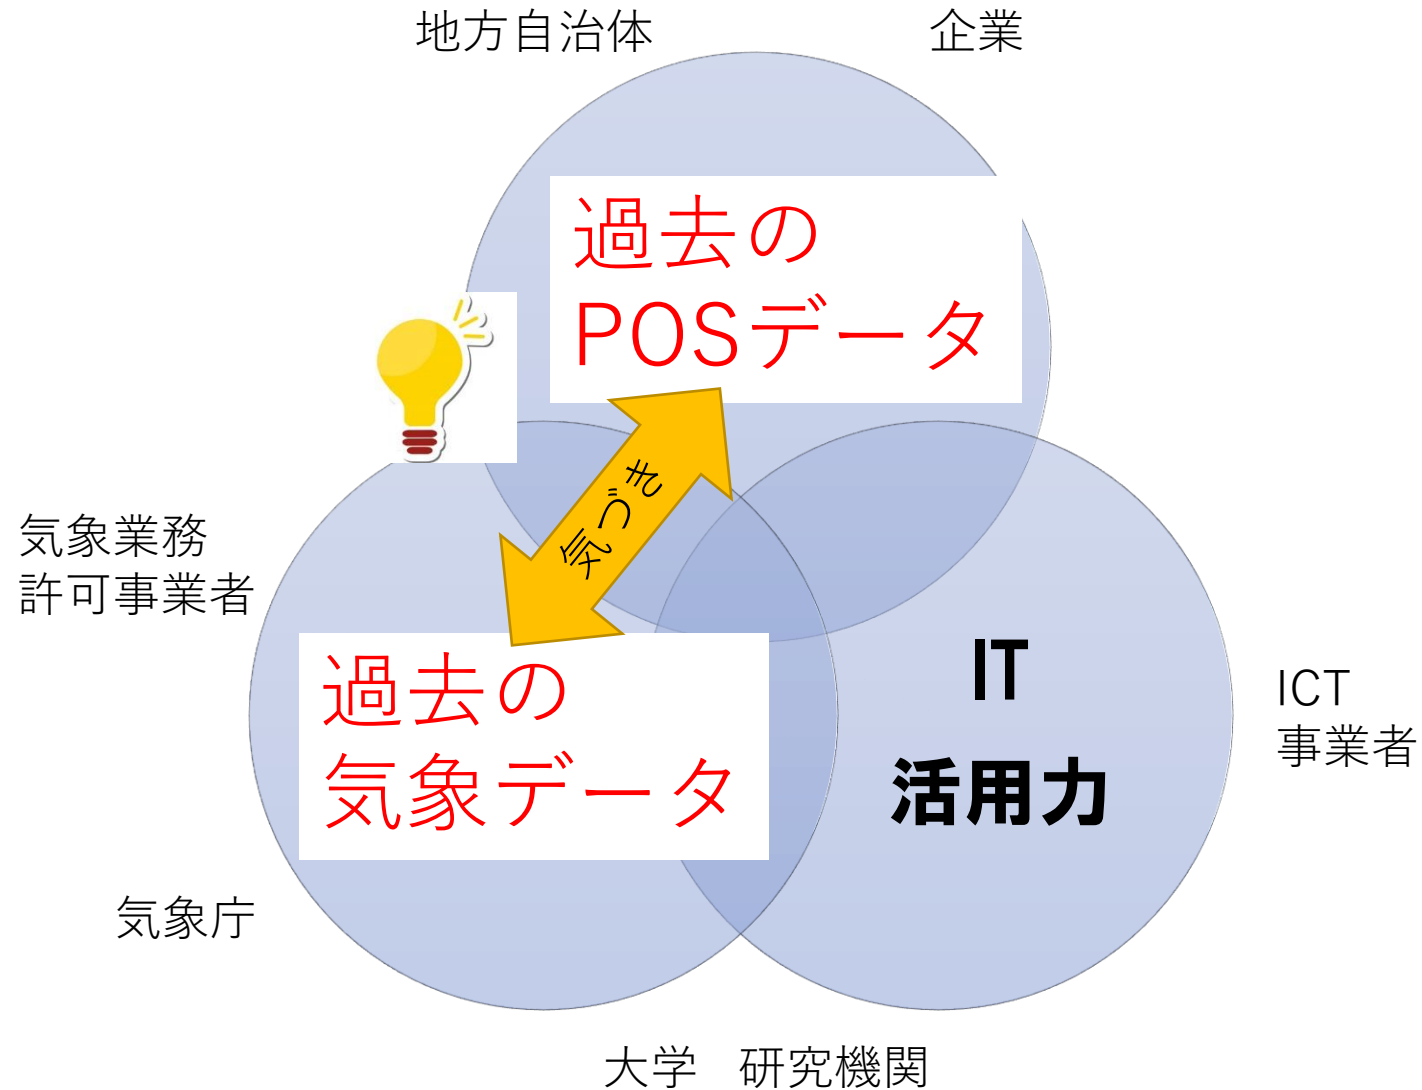 地方自治体
企業
過去の
POSデータ
気づき
気象業務
許可事業者
過去の
気象データ
IT
活用力
ICT
事業者
気象庁
大学　研究機関